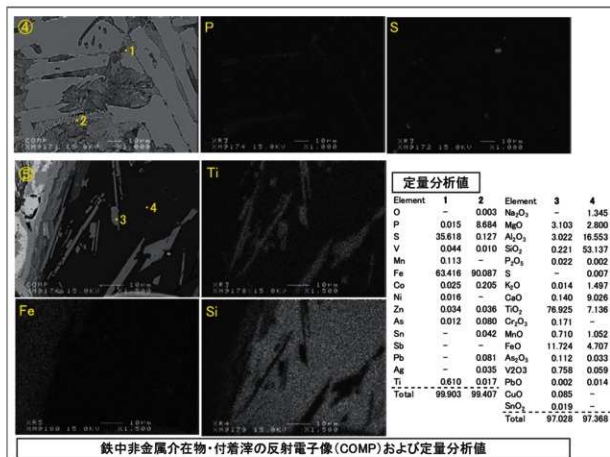 ④
1
2
COMP 10μm
P
10μm
S
10μm
⑤
3
4
COMP 10μm
Ti
10μm
Fe
10μm
Si
10μm
定量分析値
Element 1 2
O - 0.003
P 0.015 8.684
S 35.618 0.127
V 0.044 0.010
Mn 0.113 -
Fe 63.416 90.087
Co 0.025 0.205
Ni 0.016 -
Zn 0.034 0.036
As 0.012 0.080
Sn - 0.042
Sb - -
Pb - 0.081
Ag - 0.035
Ti 0.610 0.017
Total 99.903 99.407
Element 3 4
Na₂O₃ - 1.345
MgO 3.103 2.800
Al₂O₃ 3.022 16.553
SiO₂ 0.221 53.137
P₂O₅ 0.022 0.002
S - 0.007
K₂O 0.014 1.497
CaO 0.140 9.026
TiO₂ 76.925 7.136
Cr₂O₃ 0.171 -
MnO 0.710 1.052
FeO 11.724 4.707
As₂O₅ 0.112 0.033
V2O3 0.758 0.059
PbO 0.002 0.014
CuO 0.085 -
SnO₂ 0.019 -
Total 97.028 97.368
鉄中非金属介在物・付着滓の反射電子像(COMP)および定量分析値